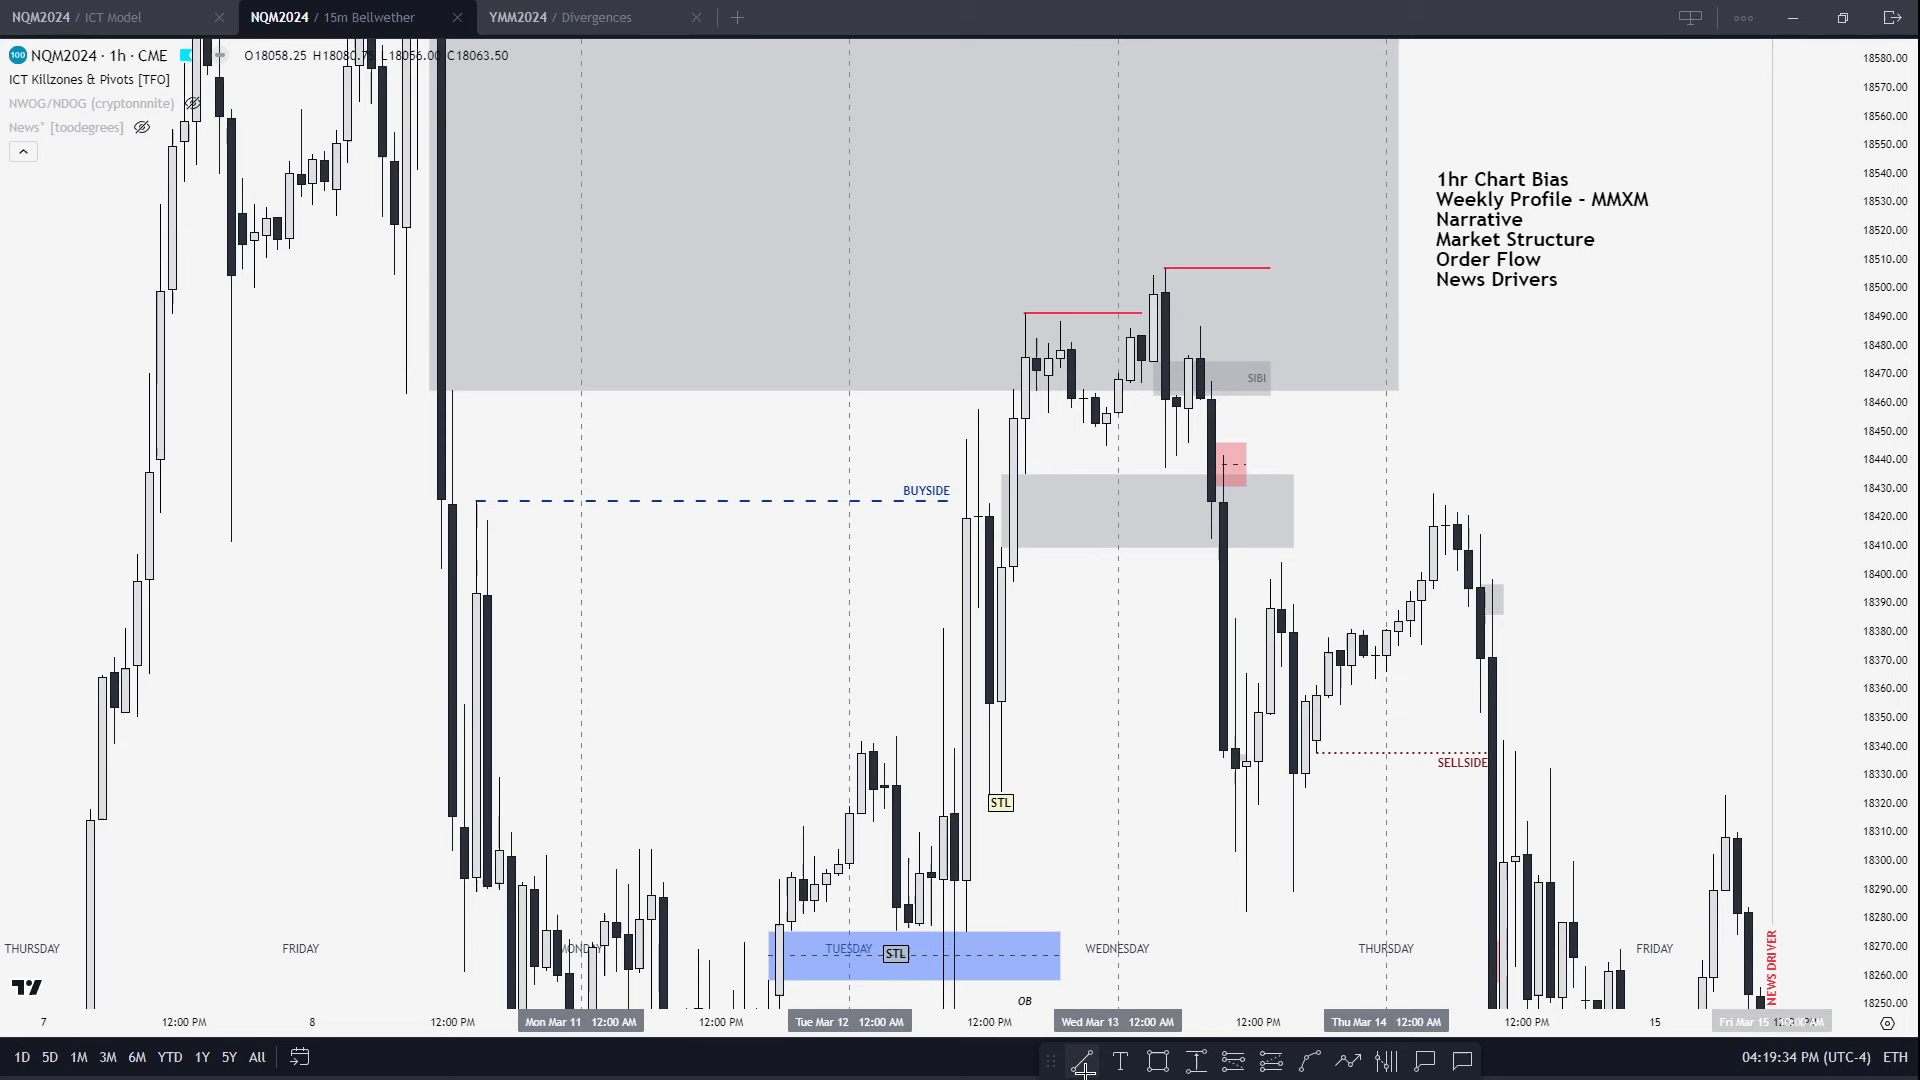 NQM2024 / ICT Model
NQM2024 / 15m Bellwether
YMM2024 / Divergences
100 NQM2024 · 1h · CME
O18058.25 H18080.75 L18056.00 C18063.50
ICT Killzones & Pivots [TFO]
NWOG/NDOG (cryptonnnite)
News* [toodegrees]
1hr Chart Bias
Weekly Profile - MMXM
Narrative
Market Structure
Order Flow
News Drivers
SIBI
BUYSIDE
SELLSIDE
STL
STL
OB
NEWS DRIVER
THURSDAY
FRIDAY
MONDAY
TUESDAY
WEDNESDAY
THURSDAY
FRIDAY
18580.00
18570.00
18560.00
18550.00
18540.00
18530.00
18520.00
18510.00
18500.00
18490.00
18480.00
18470.00
18460.00
18450.00
18440.00
18430.00
18420.00
18410.00
18400.00
18390.00
18380.00
18370.00
18360.00
18350.00
18340.00
18330.00
18320.00
18310.00
18300.00
18290.00
18280.00
18270.00
18260.00
18250.00
7
12:00 PM
8
12:00 PM
Mon Mar 11 12:00 AM
12:00 PM
Tue Mar 12 12:00 AM
12:00 PM
Wed Mar 13 12:00 AM
12:00 PM
Thu Mar 14 12:00 AM
12:00 PM
15
Fri Mar 15
1D 5D 1M 3M 6M YTD 1Y 5Y All
04:19:34 PM (UTC-4) ETH